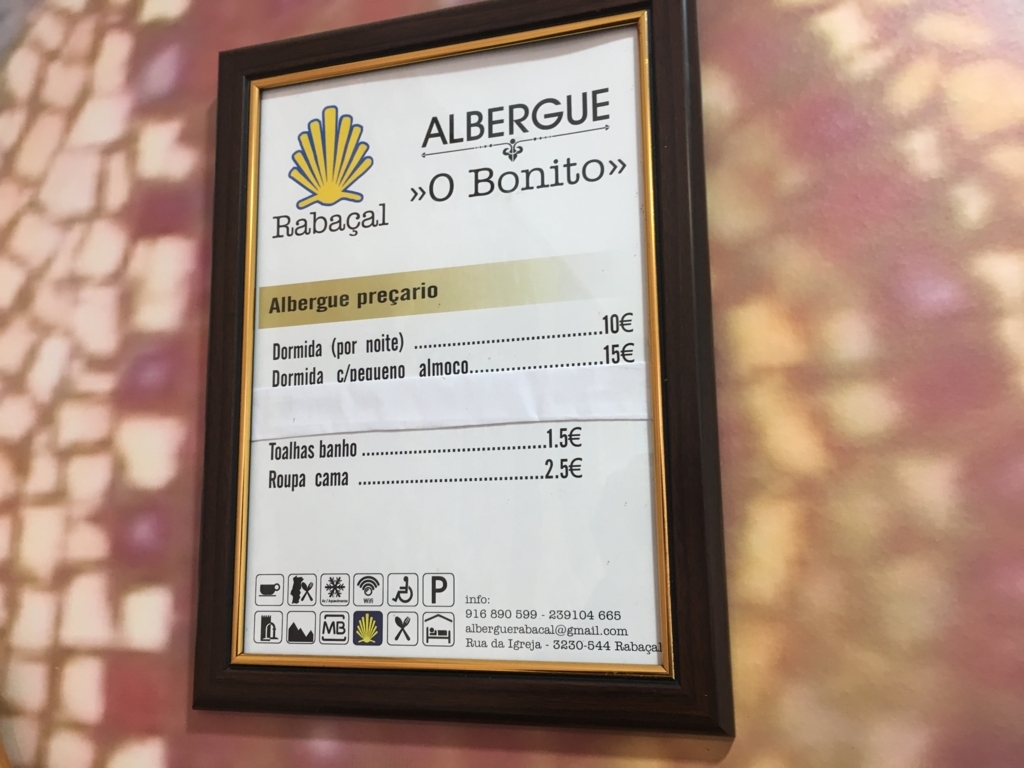 ALBERGUE
»O Bonito»
Rabaçal
Albergue preçario
Dormida (por noite) ........................................10€
Dormida c/pequeno almoço............................15€
Toalhas banho .......................................1.5€
Roupa cama .......................................2.5€
Wifi
P
MB
info:
916 890 599 - 239104 665
alberguerabacal@gmail.com
Rua da Igreja - 3230-544 Rabaçal